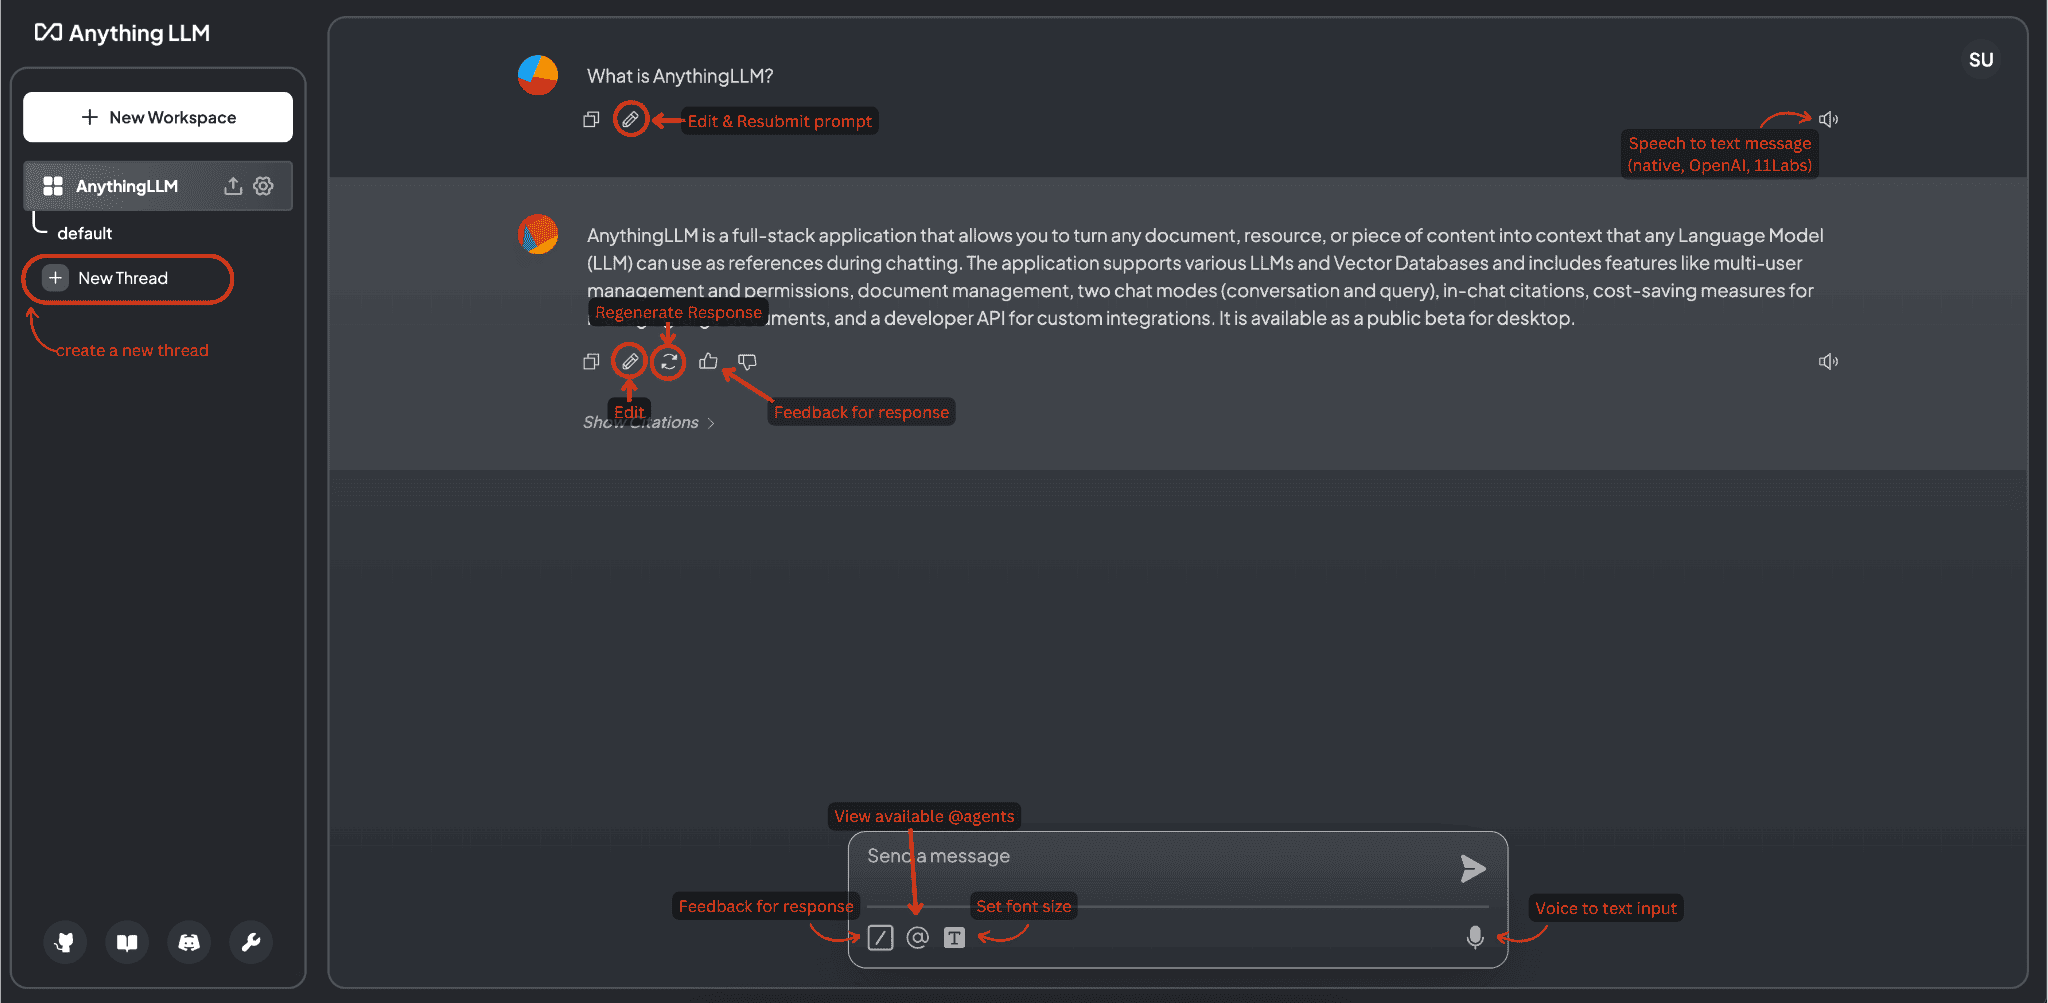 Anything LLM
New Workspace
AnythingLLM
default
New Thread
create a new thread
SU
What is AnythingLLM?
Edit & Resubmit prompt
Speech to text message
(native, OpenAI, 11Labs)
AnythingLLM is a full-stack application that allows you to turn any document, resource, or piece of content into context that any Language Model
(LLM) can use as references during chatting. The application supports various LLMs and Vector Databases and includes features like multi-user
management and permissions, document management, two chat modes (conversation and query), in-chat citations, cost-saving measures for
Regenerate Response
and a developer API for custom integrations. It is available as a public beta for desktop.
Edit
Feedback for response
Show Citations
View available @agents
Send a message
Feedback for response
Set font size
Voice to text input
T